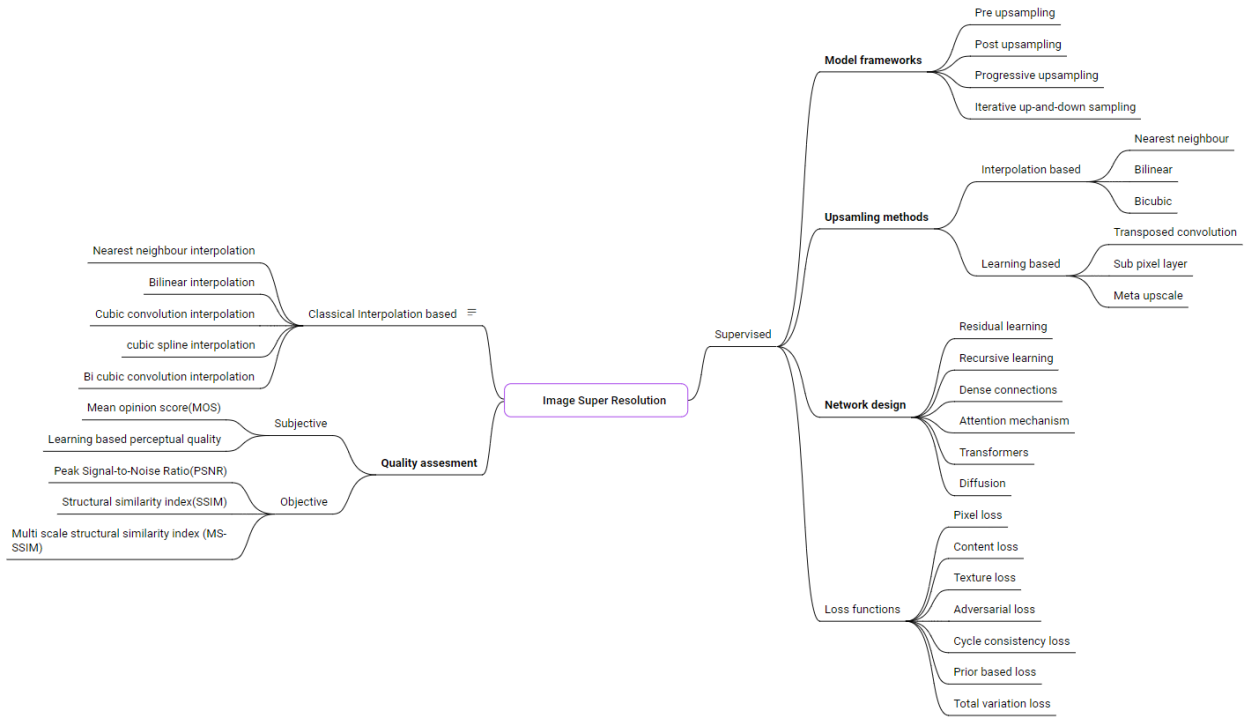 Image Super Resolution
Supervised
Model frameworks
Pre upsampling
Post upsampling
Progressive upsampling
Iterative up-and-down sampling
Upsamling methods
Interpolation based
Nearest neighbour
Bilinear
Bicubic
Learning based
Transposed convolution
Sub pixel layer
Meta upscale
Network design
Residual learning
Recursive learning
Dense connections
Attention mechanism
Transformers
Diffusion
Loss functions
Pixel loss
Content loss
Texture loss
Adversarial loss
Cycle consistency loss
Prior based loss
Total variation loss
Classical Interpolation based
Nearest neighbour interpolation
Bilinear interpolation
Cubic convolution interpolation
cubic spline interpolation
Bi cubic convolution interpolation
Quality assesment
Subjective
Mean opinion score(MOS)
Learning based perceptual quality
Objective
Peak Signal-to-Noise Ratio(PSNR)
Structural similarity index(SSIM)
Multi scale structural similarity index (MS-
SSIM)